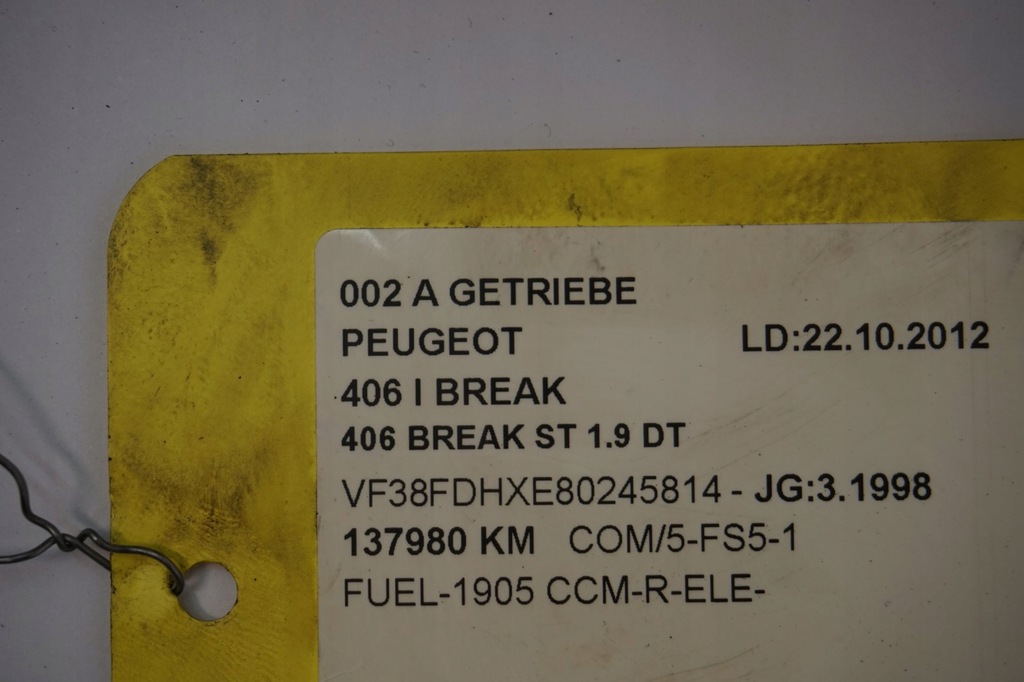 002 A GETRIEBE
PEUGEOT LD:22.10.2012
406 I BREAK
406 BREAK ST 1.9 DT
VF38FDHXE80245814 - JG:3.1998
137980 KM COM/5-FS5-1
FUEL-1905 CCM-R-ELE-